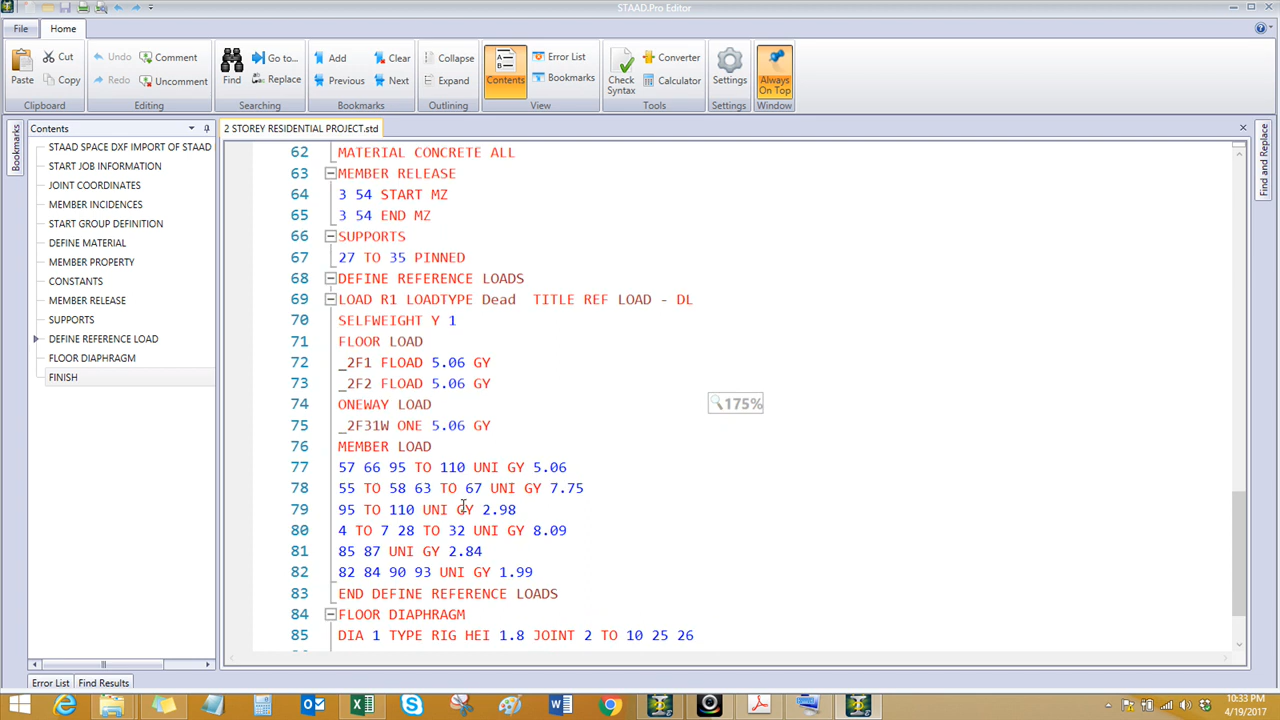 STAAD.Pro Editor
File
Home
Paste
Cut
Copy
Clipboard
Undo
Redo
Comment
Uncomment
Editing
Find
Go to...
Replace
Searching
Add
Previous
Clear
Next
Bookmarks
Collapse
Expand
Outlining
Contents
Error List
Bookmarks
View
Check Syntax
Converter
Calculator
Tools
Settings
Settings
Always On Top
Window
Bookmarks
Contents
STAAD SPACE DXF IMPORT OF STAAD
START JOB INFORMATION
JOINT COORDINATES
MEMBER INCIDENCES
START GROUP DEFINITION
DEFINE MATERIAL
MEMBER PROPERTY
CONSTANTS
MEMBER RELEASE
SUPPORTS
DEFINE REFERENCE LOAD
FLOOR DIAPHRAGM
FINISH
2 STOREY RESIDENTIAL PROJECT.std
62 MATERIAL CONCRETE ALL
63 MEMBER RELEASE
64 3 54 START MZ
65 3 54 END MZ
66 SUPPORTS
67 27 TO 35 PINNED
68 DEFINE REFERENCE LOADS
69 LOAD R1 LOADTYPE Dead TITLE REF LOAD - DL
70 SELFWEIGHT Y 1
71 FLOOR LOAD
72 _2F1 FLOAD 5.06 GY
73 _2F2 FLOAD 5.06 GY
74 ONEWAY LOAD
75 _2F31W ONE 5.06 GY
76 MEMBER LOAD
77 57 66 95 TO 110 UNI GY 5.06
78 55 TO 58 63 TO 67 UNI GY 7.75
79 95 TO 110 UNI GY 2.98
80 4 TO 7 28 TO 32 UNI GY 8.09
81 85 87 UNI GY 2.84
82 82 84 90 93 UNI GY 1.99
83 END DEFINE REFERENCE LOADS
84 FLOOR DIAPHRAGM
85 DIA 1 TYPE RIG HEI 1.8 JOINT 2 TO 10 25 26
175%
Find and Replace
Error List
Find Results
10:33 PM
4/19/2017